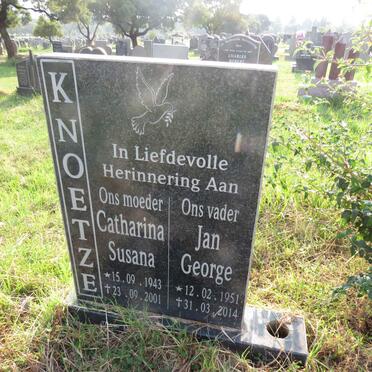 KNOETZE
In Liefdevolle
Herinnering Aan
Ons moeder
Catharina
Susana
*15.09.1943
†23.09.2001
Ons vader
Jan
George
*12.02.1951
†31.03.2014
CHARLES